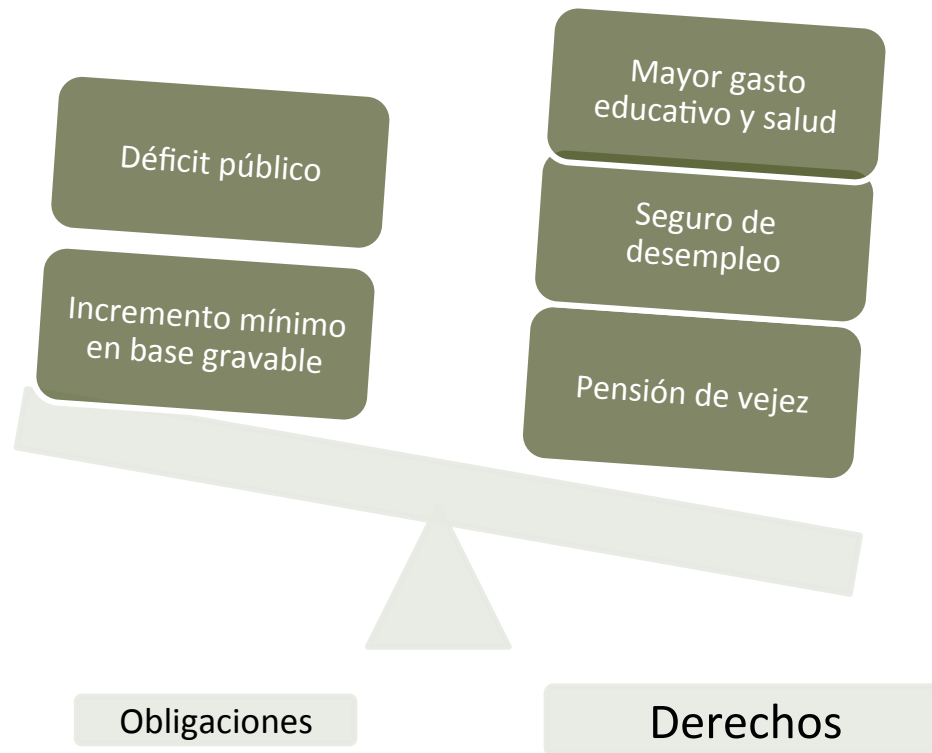 Déficit público
Incremento mínimo
en base gravable
Mayor gasto
educativo y salud
Seguro de
desempleo
Pensión de vejez
Obligaciones
Derechos